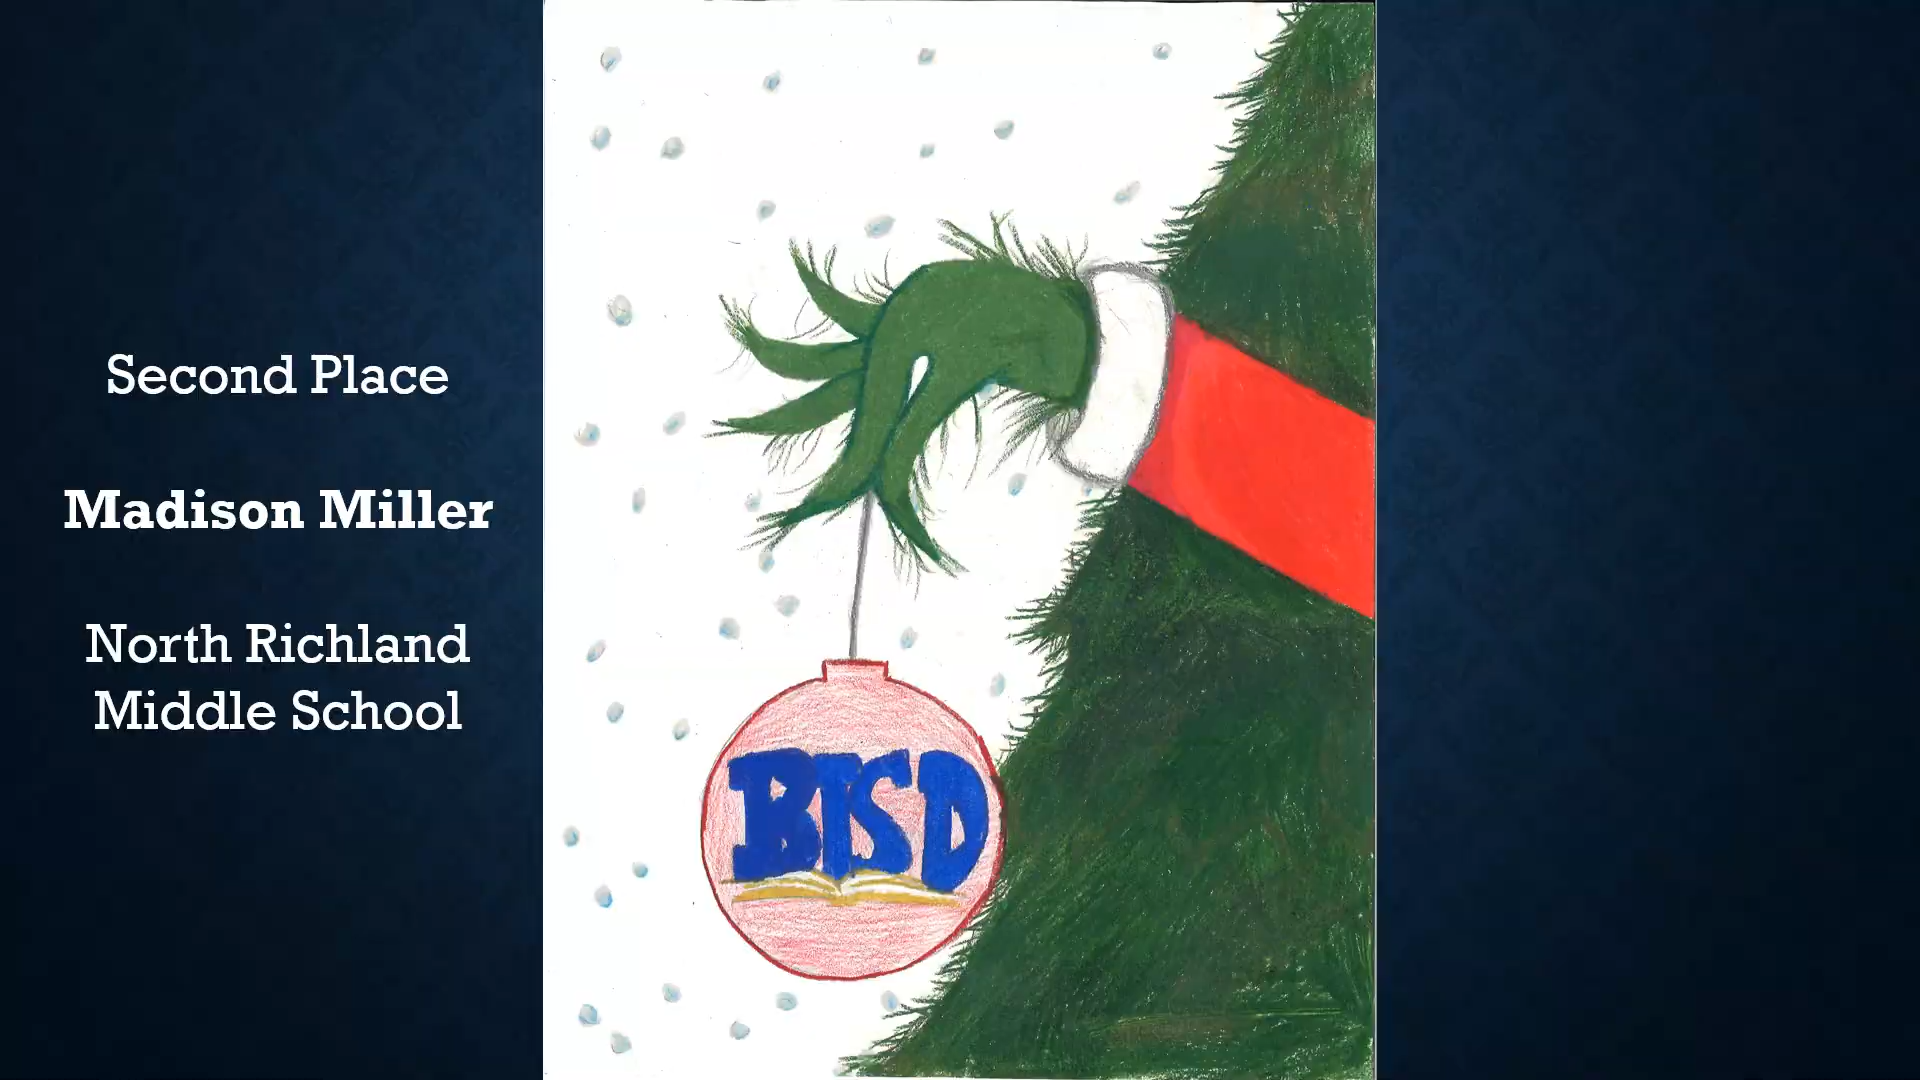 Second Place
Madison Miller
North Richland
Middle School
BISD